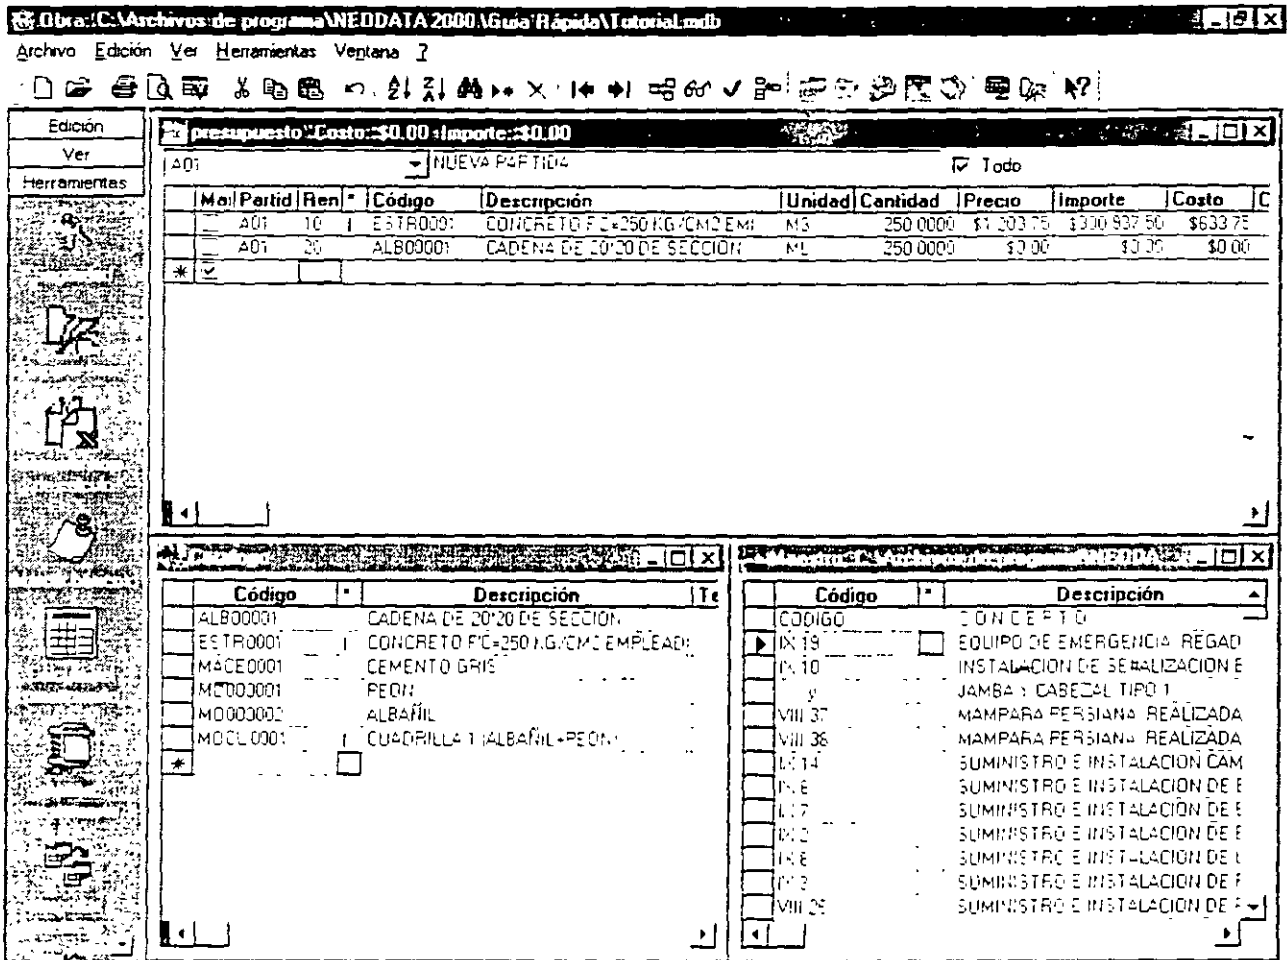 Obra: C:\Archivos de programa\NEODATA 2000\Guía Rápida\Tutorial.mdb
Archivo Edición Ver Herramientas Ventana ?
Edición
Ver
Herramientas
presupuesto Costo: $0.00 Importe: $0.00
A01 NUEVA PARTIDA Todo
Mar Partid Ren * Código Descripción Unidad Cantidad Precio Importe Costo C
A01 10 ESTR0001 CONCRETO F'C=250 KG/CM2 EM M3 250.0000 $1,203.75 $300,937.50 $633.75
A01 20 ALB00001 CADENA DE 20*20 DE SECCION ML 250.0000 $0.00 $0.00 $0.00
Código * Descripción Te
ALB00001 CADENA DE 20*20 DE SECCION
ESTR0001 CONCRETO F'C=250 KG/CM2 EMPLEAD
MACE0001 CEMENTO GRIS
MO000001 PEON
MO000002 ALBAÑIL
MOCU0001 CUADRILLA 1 (ALBAÑIL+PEON)
Código * Descripción
CODIGO C O N C E P T O
IX.19 EQUIPO DE EMERGENCIA REGAD
IX.10 INSTALACION DE SEÑALIZACION E
JAMBA Y CABEZAL TIPO 1
VIII.37 MAMPARA PERSIANA REALIZADA
VIII.38 MAMPARA PERSIANA REALIZADA
IX.14 SUMINISTRO E INSTALACION CAM
SUMINISTRO E INSTALACION DE
SUMINISTRO E INSTALACION DE
SUMINISTRO E INSTALACION DE
SUMINISTRO E INSTALACION DE
SUMINISTRO E INSTALACION DE
SUMINISTRO E INSTALACION DE